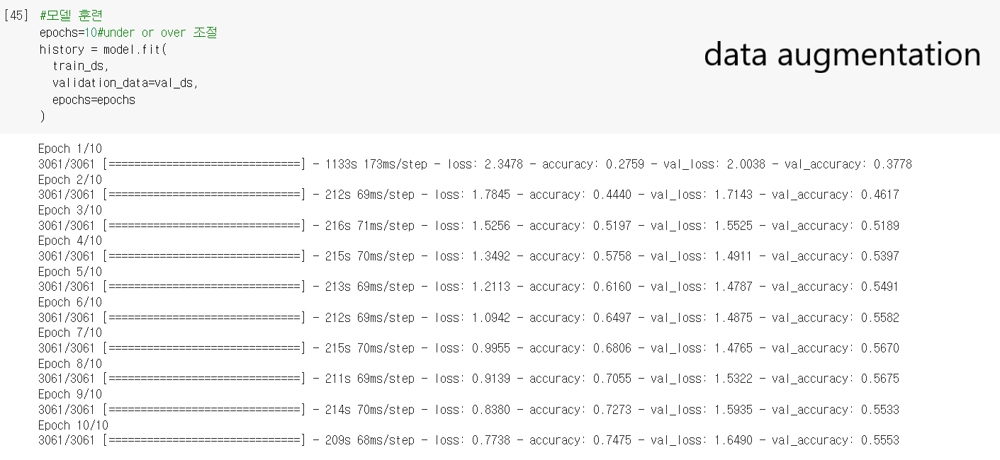 [45] #모델 훈련
epochs=10#under or over 조절
history = model.fit(
train_ds,
validation_data=val_ds,
epochs=epochs
)
data augmentation
Epoch 1/10
3061/3061 [==============================] - 1133s 173ms/step - loss: 2.3478 - accuracy: 0.2759 - val_loss: 2.0038 - val_accuracy: 0.3778
Epoch 2/10
3061/3061 [==============================] - 212s 69ms/step - loss: 1.7845 - accuracy: 0.4440 - val_loss: 1.7143 - val_accuracy: 0.4617
Epoch 3/10
3061/3061 [==============================] - 216s 71ms/step - loss: 1.5256 - accuracy: 0.5197 - val_loss: 1.5525 - val_accuracy: 0.5189
Epoch 4/10
3061/3061 [==============================] - 215s 70ms/step - loss: 1.3492 - accuracy: 0.5758 - val_loss: 1.4911 - val_accuracy: 0.5397
Epoch 5/10
3061/3061 [==============================] - 213s 69ms/step - loss: 1.2113 - accuracy: 0.6160 - val_loss: 1.4787 - val_accuracy: 0.5491
Epoch 6/10
3061/3061 [==============================] - 212s 69ms/step - loss: 1.0942 - accuracy: 0.6497 - val_loss: 1.4875 - val_accuracy: 0.5582
Epoch 7/10
3061/3061 [==============================] - 215s 70ms/step - loss: 0.9955 - accuracy: 0.6806 - val_loss: 1.4765 - val_accuracy: 0.5670
Epoch 8/10
3061/3061 [==============================] - 211s 69ms/step - loss: 0.9139 - accuracy: 0.7055 - val_loss: 1.5322 - val_accuracy: 0.5675
Epoch 9/10
3061/3061 [==============================] - 214s 70ms/step - loss: 0.8380 - accuracy: 0.7273 - val_loss: 1.5935 - val_accuracy: 0.5533
Epoch 10/10
3061/3061 [==============================] - 209s 68ms/step - loss: 0.7738 - accuracy: 0.7475 - val_loss: 1.6490 - val_accuracy: 0.5553